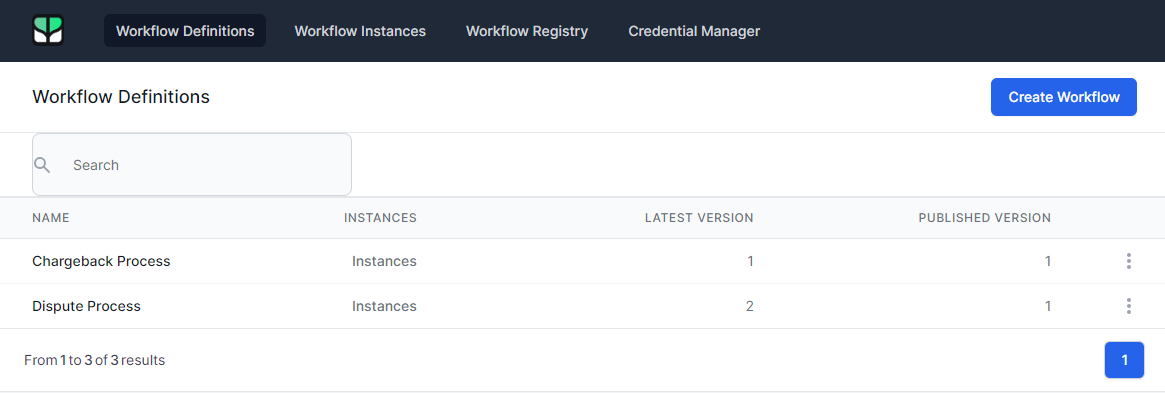 Workflow Definitions Workflow Instances Workflow Registry Credential Manager
Workflow Definitions Create Workflow
Search
NAME INSTANCES LATEST VERSION PUBLISHED VERSION
Chargeback Process Instances 1 1
Dispute Process Instances 2 1
From 1 to 3 of 3 results 1